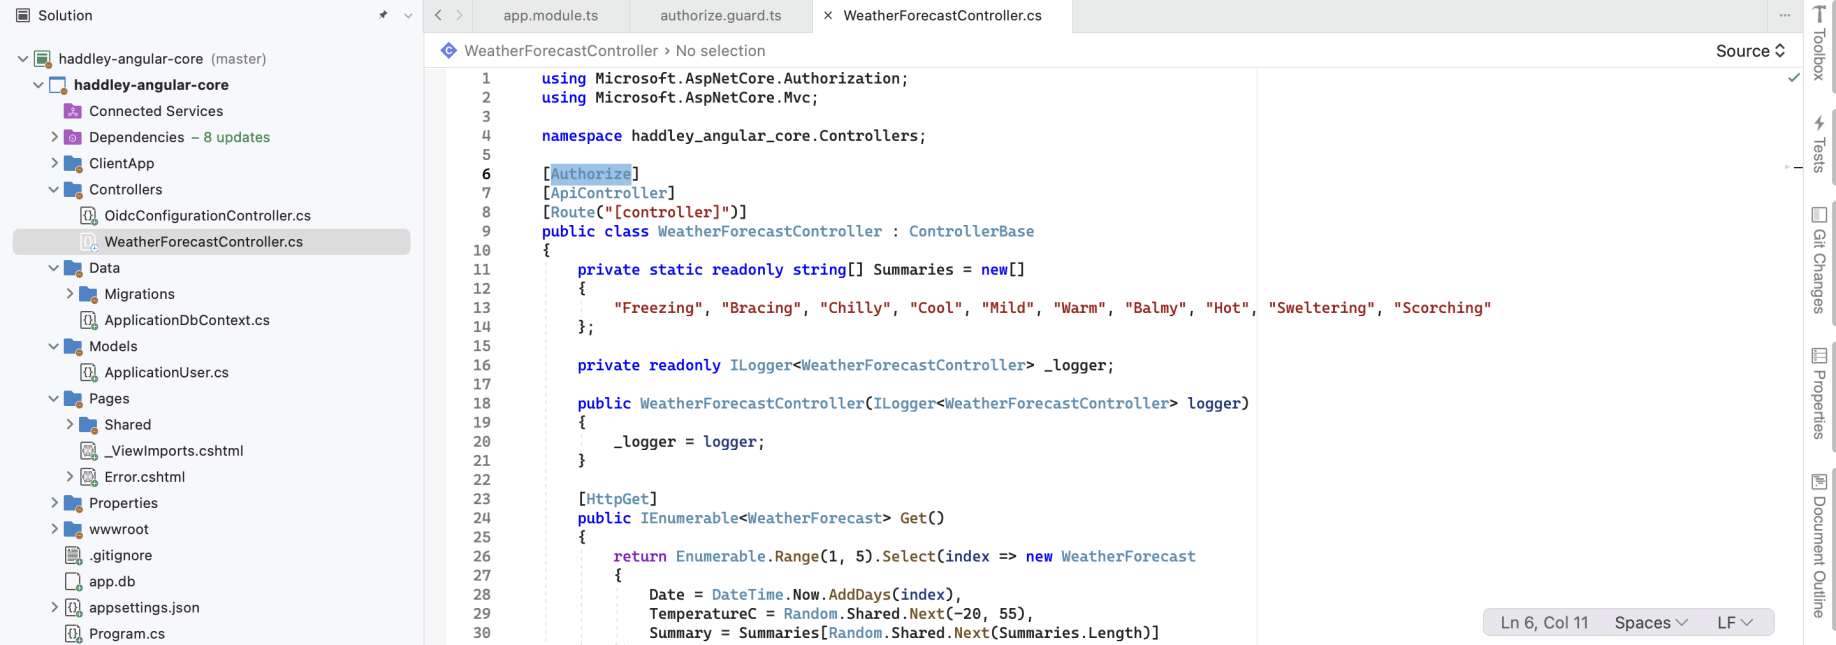 Solution
haddley-angular-core (master)
haddley-angular-core
Connected Services
Dependencies – 8 updates
ClientApp
Controllers
OidcConfigurationController.cs
WeatherForecastController.cs
Data
Migrations
ApplicationDbContext.cs
Models
ApplicationUser.cs
Pages
Shared
_ViewImports.cshtml
Error.cshtml
Properties
wwwroot
.gitignore
app.db
appsettings.json
Program.cs
app.module.ts
authorize.guard.ts
× WeatherForecastController.cs
WeatherForecastController › No selection
Source
1 using Microsoft.AspNetCore.Authorization;
2 using Microsoft.AspNetCore.Mvc;
3
4 namespace haddley_angular_core.Controllers;
5
6 [Authorize]
7 [ApiController]
8 [Route("[controller]")]
9 public class WeatherForecastController : ControllerBase
10 {
11 private static readonly string[] Summaries = new[]
12 {
13 "Freezing", "Bracing", "Chilly", "Cool", "Mild", "Warm", "Balmy", "Hot", "Sweltering", "Scorching"
14 };
15
16 private readonly ILogger<WeatherForecastController> _logger;
17
18 public WeatherForecastController(ILogger<WeatherForecastController> logger)
19 {
20 _logger = logger;
21 }
22
23 [HttpGet]
24 public IEnumerable<WeatherForecast> Get()
25 {
26 return Enumerable.Range(1, 5).Select(index => new WeatherForecast
27 {
28 Date = DateTime.Now.AddDays(index),
29 TemperatureC = Random.Shared.Next(-20, 55),
30 Summary = Summaries[Random.Shared.Next(Summaries.Length)]
Ln 6, Col 11 Spaces LF
Toolbox
Tests
Git Changes
Properties
Document Outline